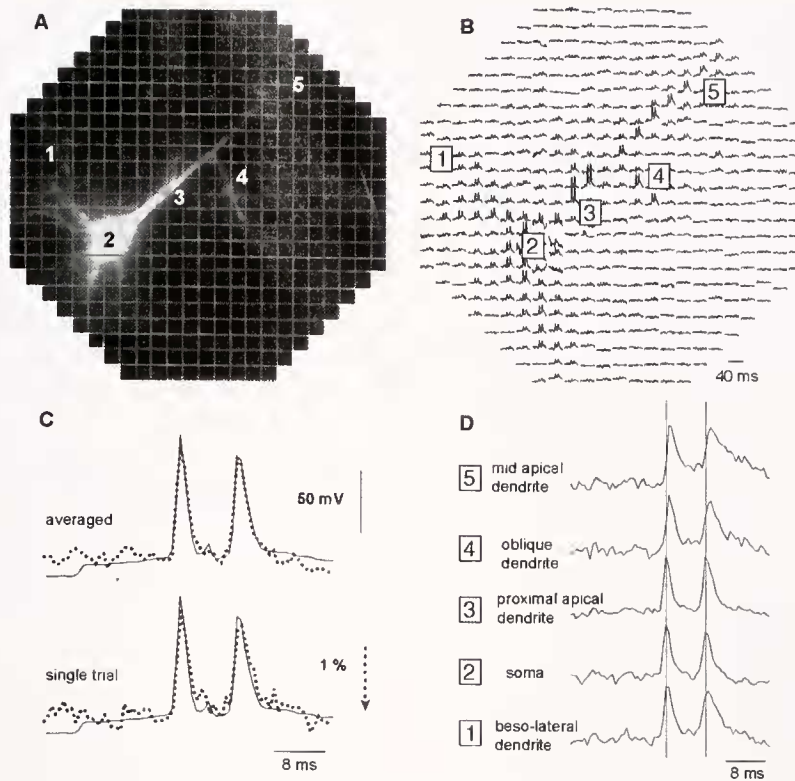 A
1
2
3
4
5
B
5
1
4
3
2
40 ms
C
averaged
50 mV
single trial
1 %
8 ms
D
5 mid apical
dendrite
4 oblique
dendrite
3 proximal apical
dendrite
2 soma
1 beso-lateral
dendrite
8 ms